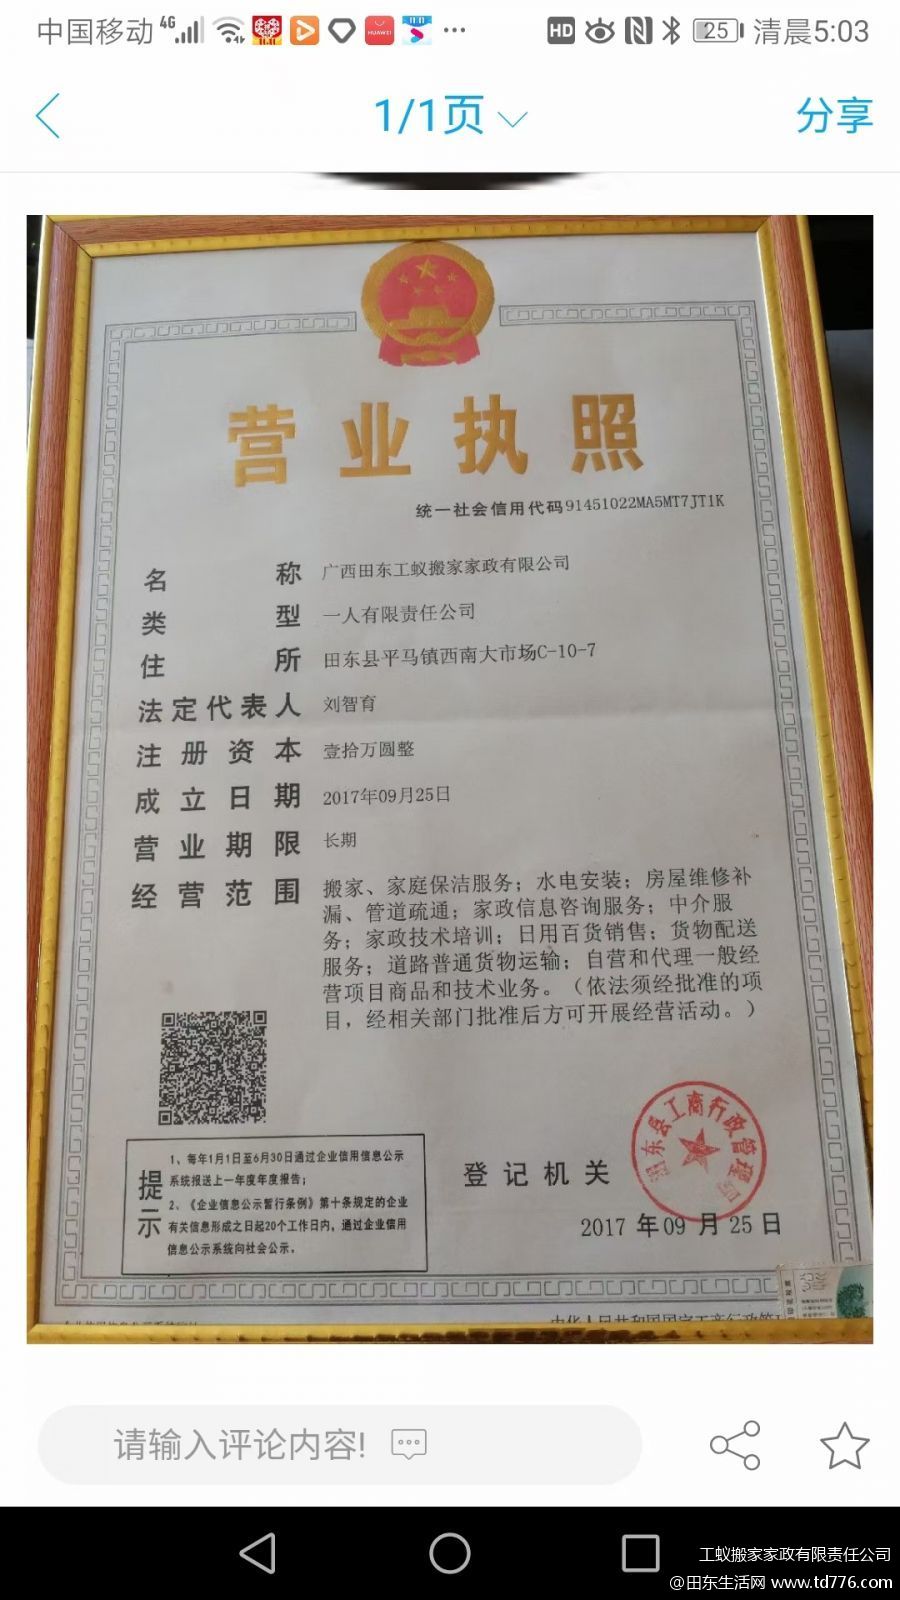 中国移动 4G HD 25 清晨5:03
1/1页
分享
营业执照
统一社会信用代码91451022MA5MT7JT1K
名称 广西田东工蚁搬家家政有限公司
类型 一人有限责任公司
住所 田东县平马镇西南大市场C-10-7
法定代表人 刘智育
注册资本 壹拾万圆整
成立日期 2017年09月25日
营业期限 长期
经营范围 搬家、家庭保洁服务；水电安装；房屋维修补
漏、管道疏通；家政信息咨询服务；中介服
务；家政技术培训；日用百货销售；货物配送
服务；道路普通货物运输；自营和代理一般经
营项目商品和技术业务。（依法须经批准的项
目，经相关部门批准后方可开展经营活动。）
提示
1、每年1月1日至6月30日通过企业信用信息公示
系统报送上一年度年度报告；
2、《企业信息公示暂行条例》第十条规定的企业
有关信息形成之日起20个工作日内，通过企业信用
信息公示系统向社会公示。
登记机关
田东县工商行政管理局
2017 年09 月 25 日
请输入评论内容!
工蚁搬家家政有限责任公司
@田东生活网 www.td776.com